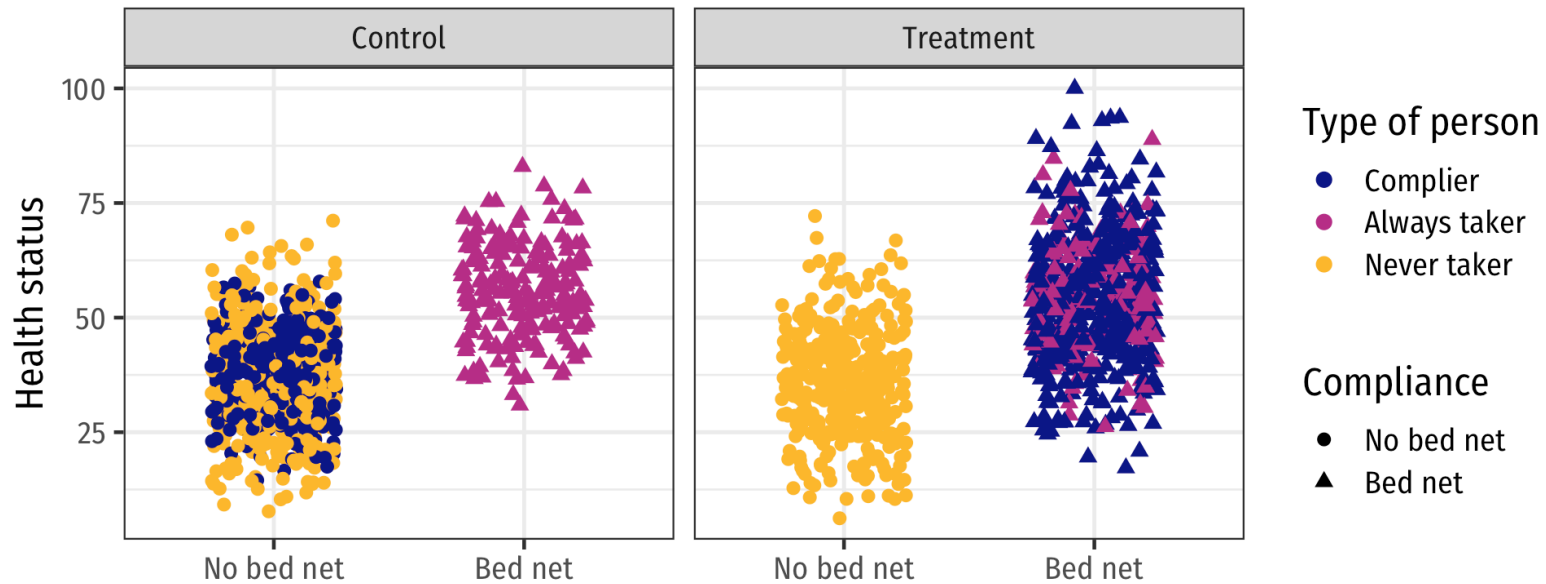 Control
Treatment
100
75
50
25
Health status
No bed net
Bed net
No bed net
Bed net
Type of person
Complier
Always taker
Never taker
Compliance
No bed net
Bed net